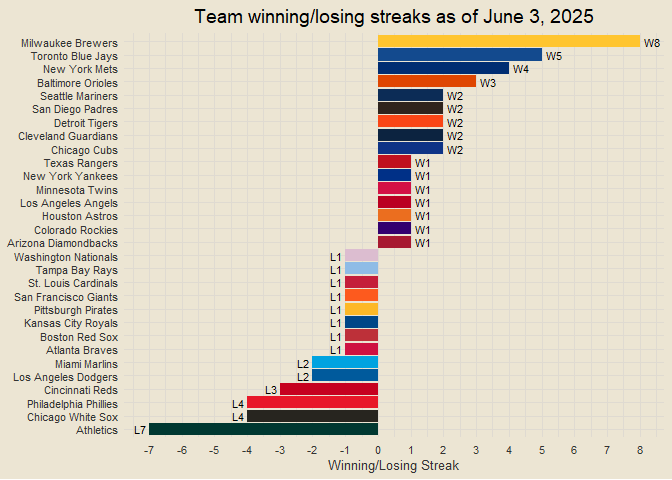 Team winning/losing streaks as of June 3, 2025
Milwaukee Brewers W8
Toronto Blue Jays W5
New York Mets W4
Baltimore Orioles W3
Seattle Mariners W2
San Diego Padres W2
Detroit Tigers W2
Cleveland Guardians W2
Chicago Cubs W2
Texas Rangers W1
New York Yankees W1
Minnesota Twins W1
Los Angeles Angels W1
Houston Astros W1
Colorado Rockies W1
Arizona Diamondbacks W1
Washington Nationals L1
Tampa Bay Rays L1
St. Louis Cardinals L1
San Francisco Giants L1
Pittsburgh Pirates L1
Kansas City Royals L1
Boston Red Sox L1
Atlanta Braves L1
Miami Marlins L2
Los Angeles Dodgers L2
Cincinnati Reds L3
Philadelphia Phillies L4
Chicago White Sox L4
Athletics L7
-7 -6 -5 -4 -3 -2 -1 0 1 2 3 4 5 6 7 8
Winning/Losing Streak